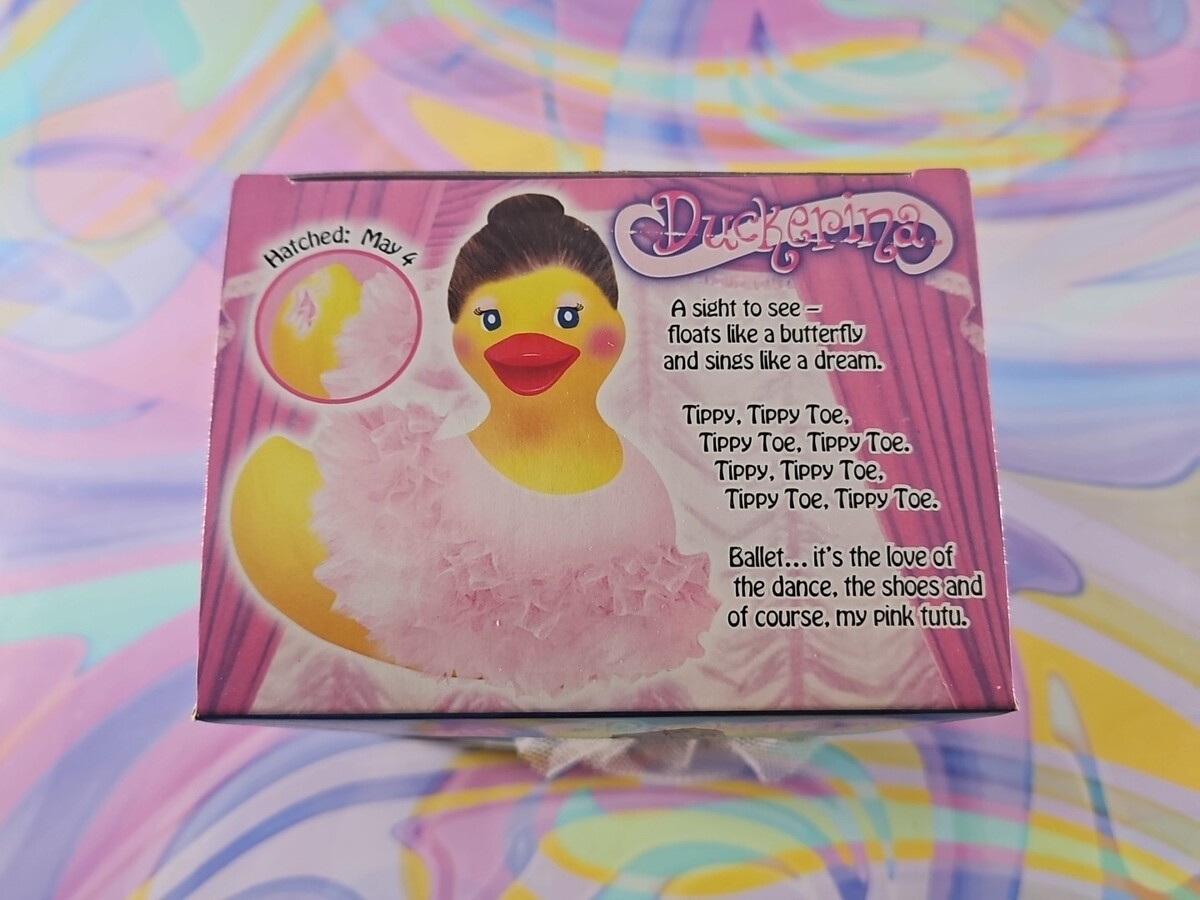 Hatched: May 4
Duckerina
A sight to see –
floats like a butterfly
and sings like a dream.
Tippy, Tippy Toe,
Tippy Toe, Tippy Toe.
Tippy, Tippy Toe,
Tippy Toe, Tippy Toe.
Ballet... it's the love of
the dance, the shoes and
of course, my pink tutu.